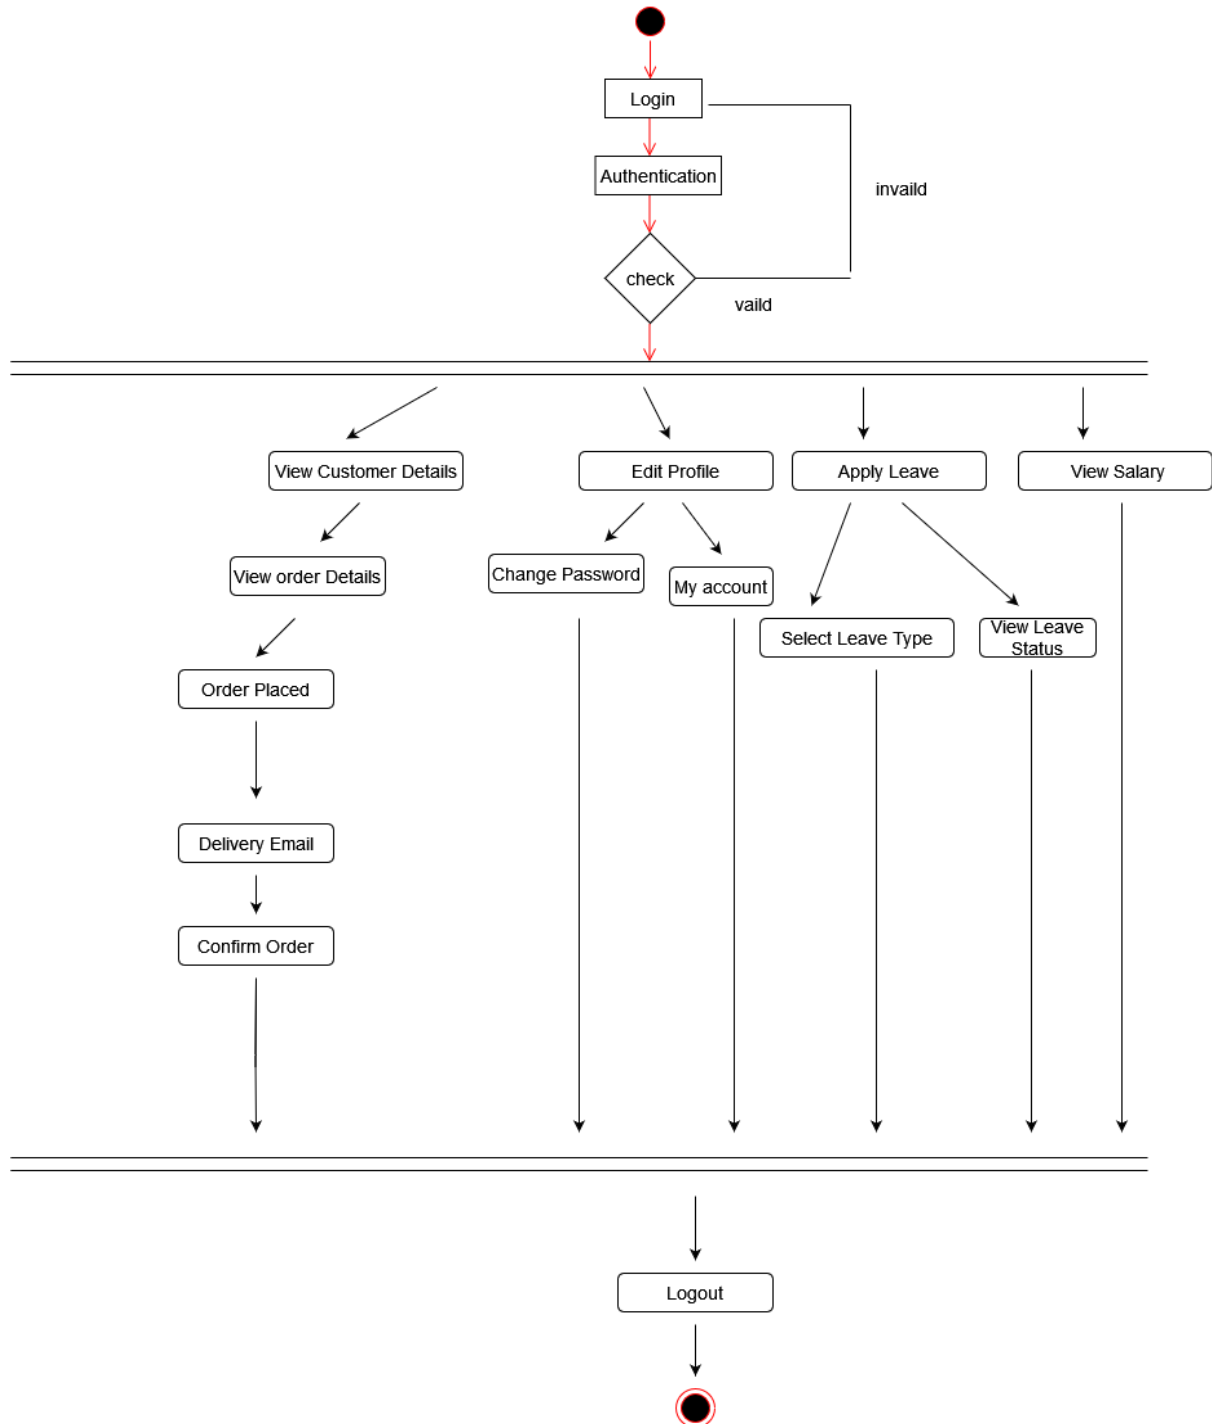 Login
Authentication
invaild
check
vaild
View Customer Details
Edit Profile
Apply Leave
View Salary
View order Details
Change Password
My account
Select Leave Type
View Leave
Status
Order Placed
Delivery Email
Confirm Order
Logout